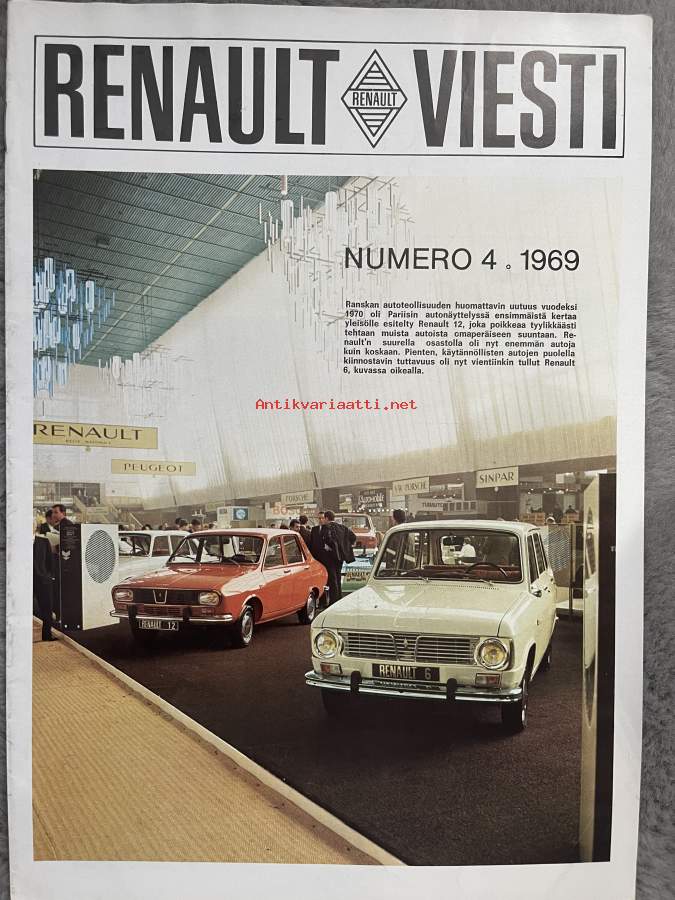 RENAULT RENAULT VIESTI
NUMERO 4 . 1969
Ranskan autoteollisuuden huomattavin uutuus vuodeksi
1970 oli Pariisin autonäyttelyssä ensimmäistä kertaa
yleisölle esitelty Renault 12, joka poikkeaa tyylikkäästi
tehtaan muista autoista omaperäiseen suuntaan. Re-
nault'n suurella osastolla oli nyt enemmän autoja
kuin koskaan. Pienten, käytännöllisten autojen puolella
kiinnostavin tuttavuus oli nyt vientiinkin tullut Renault
6, kuvassa oikealla.
Antikvariaatti.net
RENAULT
PEUGEOT
PORSCHE
VW PORSCHE
SINPAR
RENAULT 12
RENAULT 6